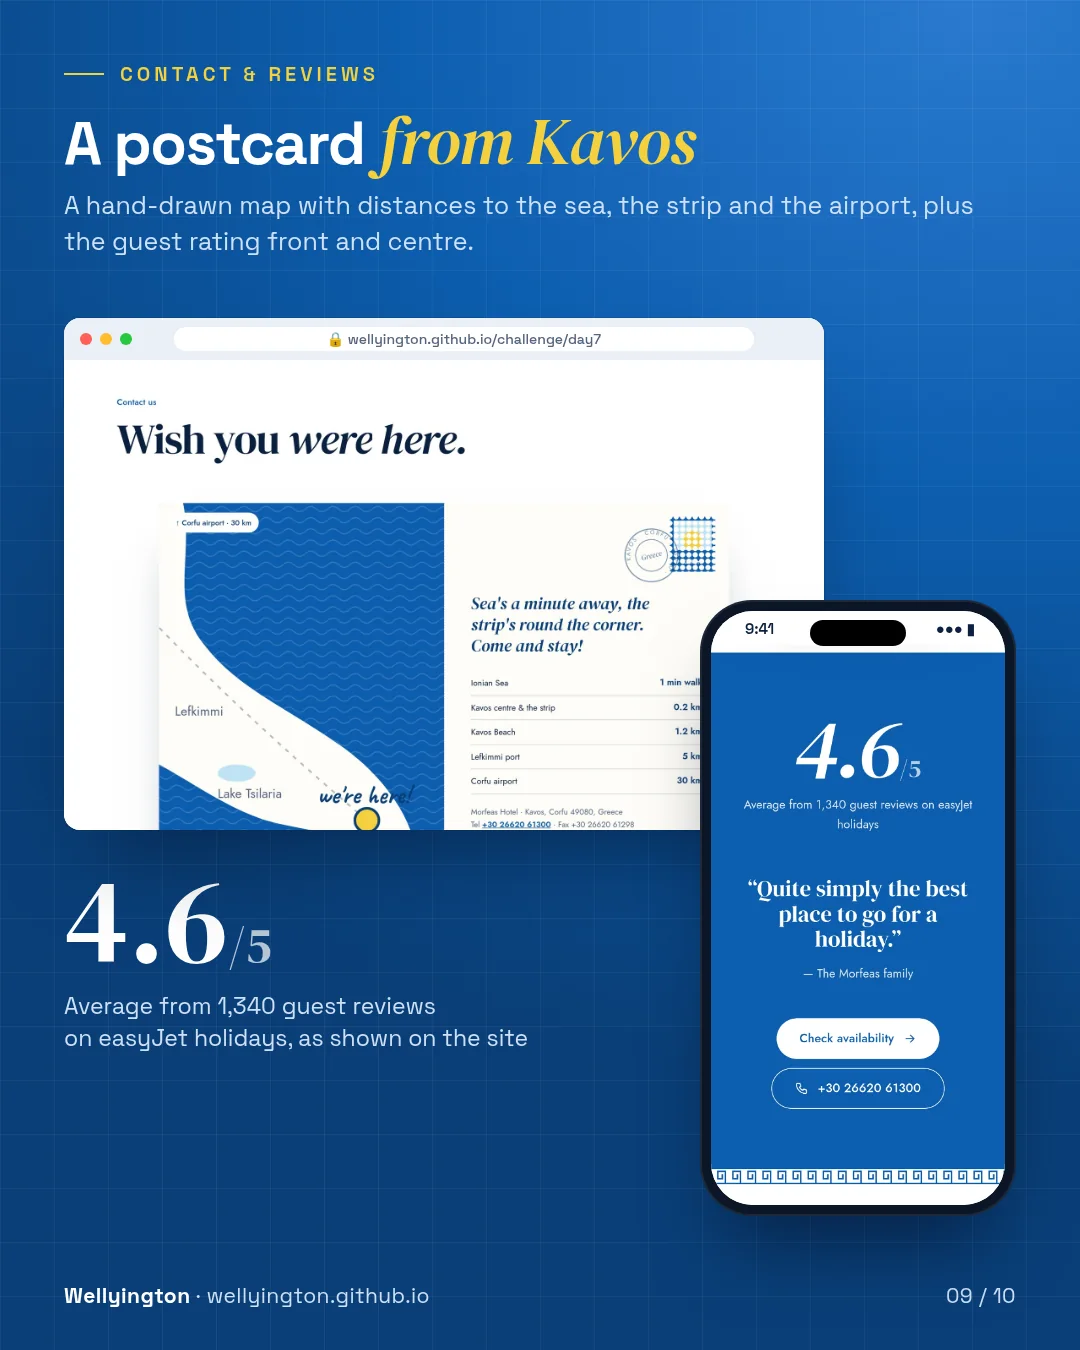 CONTACT & REVIEWS
A postcard from Kavos
A hand-drawn map with distances to the sea, the strip and the airport, plus
the guest rating front and centre.
wellyington.github.io/challenge/day7
Contact us
Wish you were here.
↑ Corfu airport · 30 km
Lefkimmi
Lake Tsilaria
we're here!
KAVOS CORFU
Greece
Sea's a minute away, the
strip's round the corner.
Come and stay!
Ionian Sea 1 min walk
Kavos centre & the strip 0.2 km
Kavos Beach 1.2 km
Lefkimmi port 5 km
Corfu airport 30 km
Morfeas Hotel · Kavos, Corfu 49080, Greece
Tel +30 26620 61300 · Fax +30 26620 61298
9:41
4.6/5
Average from 1,340 guest reviews on easyJet
holidays
“Quite simply the best
place to go for a
holiday.”
— The Morfeas family
Check availability →
+30 26620 61300
4.6/5
Average from 1,340 guest reviews
on easyJet holidays, as shown on the site
Wellyington · wellyington.github.io
09 / 10